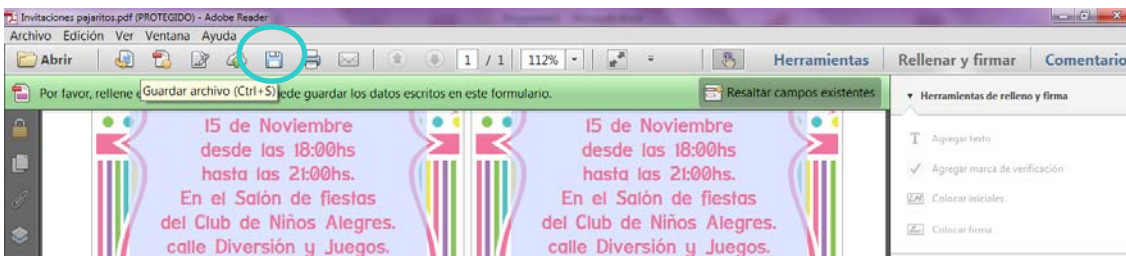 Invitaciones pajaritos.pdf (PROTEGIDO) - Adobe Reader
Archivo Edición Ver Ventana Ayuda
Abrir 1 / 1 112% Herramientas Rellenar y firmar Comentario
Por favor, rellene Guardar archivo (Ctrl+S) ede guardar los datos escritos en este formulario. Resaltar campos existentes
Herramientas de relleno y firma
T Agregar texto
Agregar marca de verificación
Colocar iniciales
Colocar firma
15 de Noviembre
desde las 18:00hs
hasta las 21:00hs.
En el Salón de fiestas
del Club de Niños Alegres.
calle Diversión y Juegos.
15 de Noviembre
desde las 18:00hs
hasta las 21:00hs.
En el Salón de fiestas
del Club de Niños Alegres.
calle Diversión y Juegos.